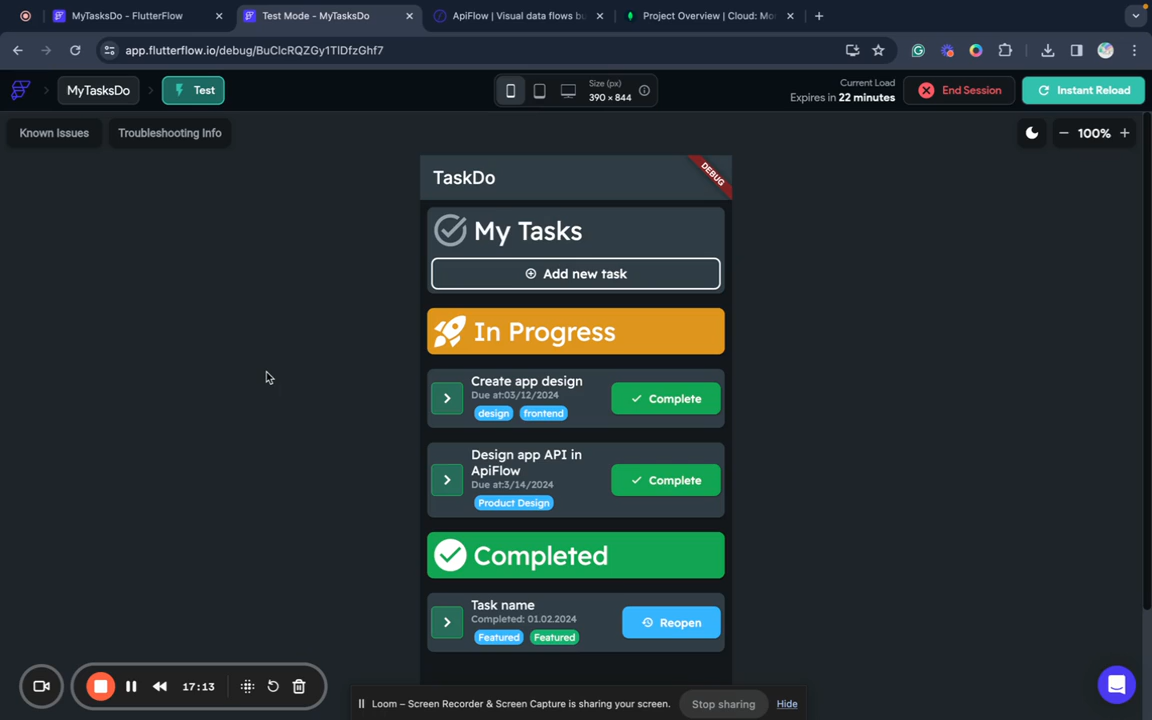 MyTasksDo - FlutterFlow
Test Mode - MyTasksDo
ApiFlow | Visual data flows bu
Project Overview | Cloud: Mon
app.flutterflow.io/debug/BuClcRQZGy1TlDfzGhf7
MyTasksDo
Test
Size (px)
390 × 844
Current Load
Expires in 22 minutes
End Session
Instant Reload
Known Issues
Troubleshooting Info
100%
TaskDo
DEBUG
My Tasks
Add new task
In Progress
Create app design
Due at:03/12/2024
design frontend
Complete
Design app API in
ApiFlow
Due at:3/14/2024
Product Design
Complete
Completed
Task name
Completed: 01.02.2024
Featured Featured
Reopen
17:13
Loom – Screen Recorder & Screen Capture is sharing your screen.
Stop sharing
Hide